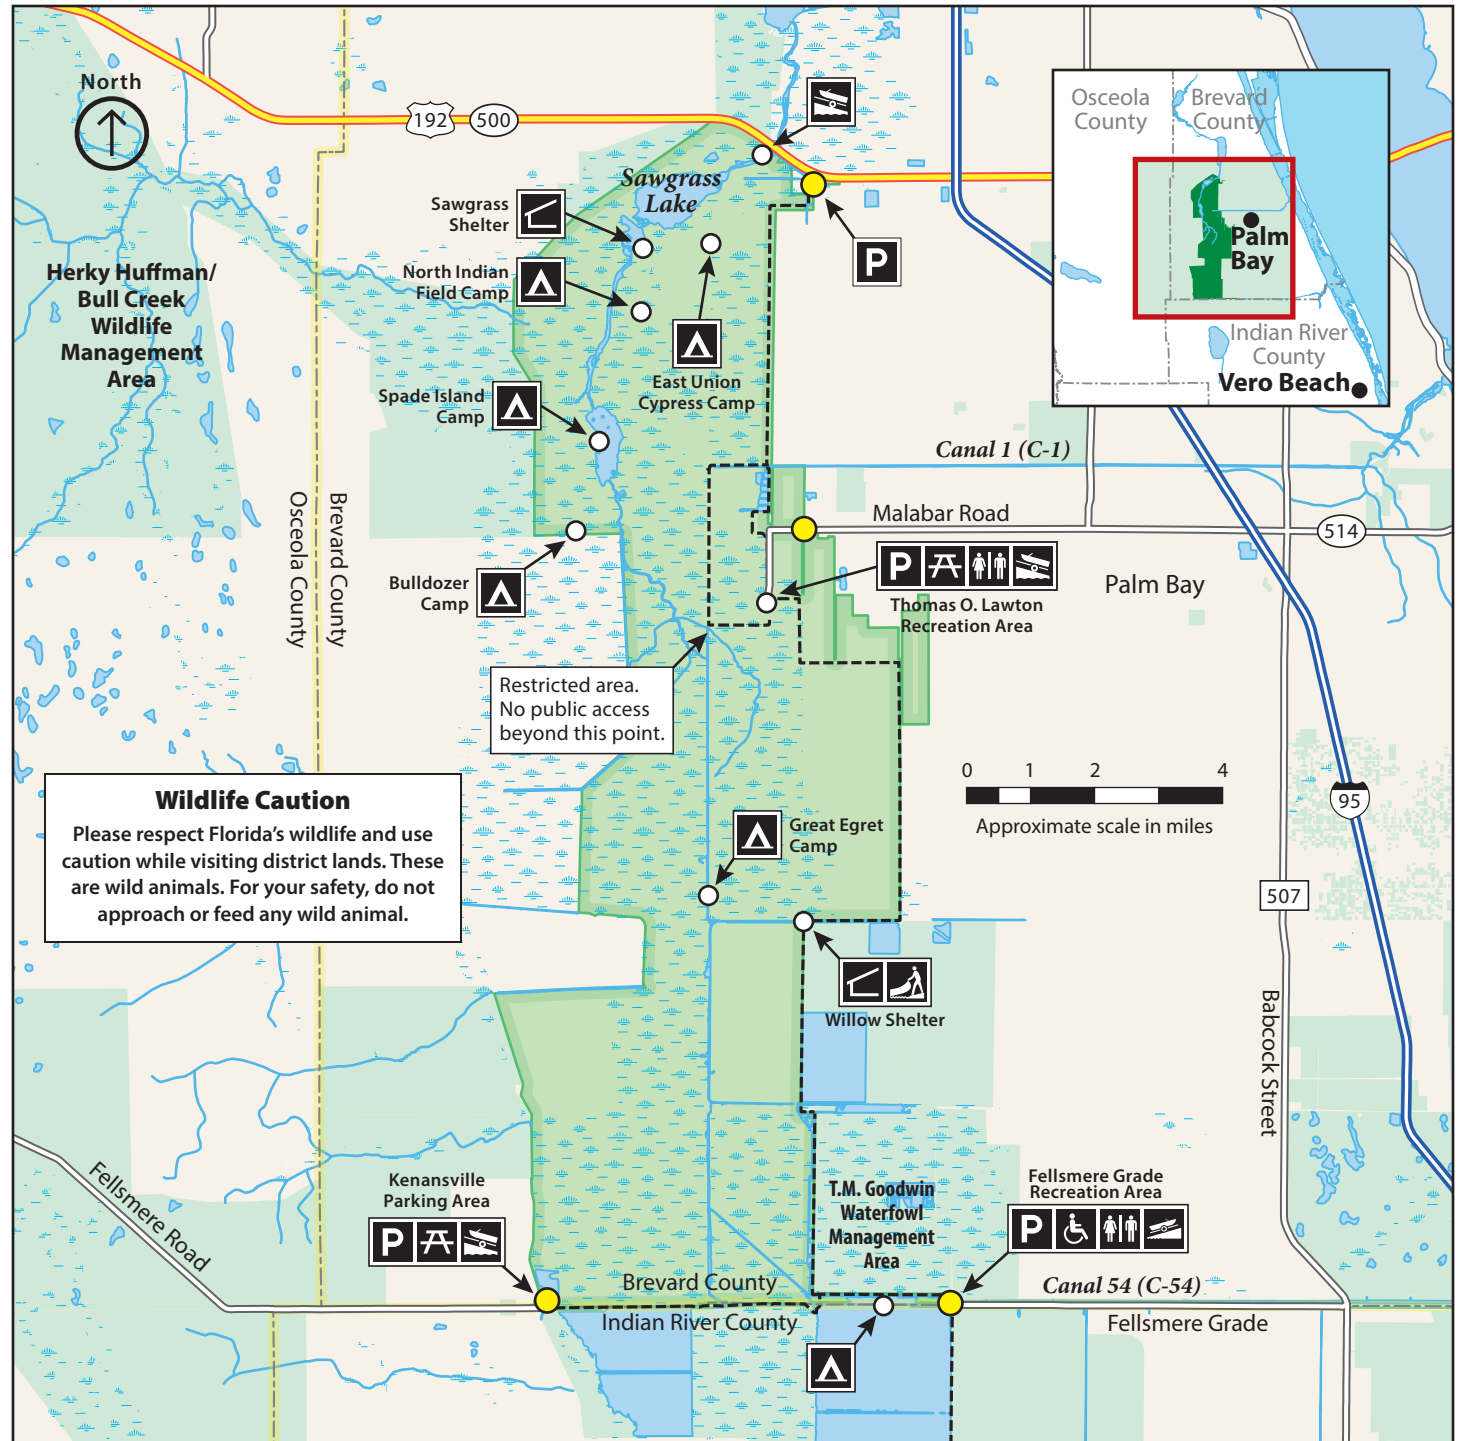 North
192
500
Sawgrass
Lake
Sawgrass
Shelter
North Indian
Field Camp
P
East Union
Cypress Camp
Spade Island
Camp
Herky Huffman/
Bull Creek
Wildlife
Management
Area
Osceola
County
Brevard
County
Palm
Bay
Indian River
County
Vero Beach
Canal 1 (C-1)
Malabar Road
514
P
Thomas O. Lawton
Recreation Area
Palm Bay
Osceola County
Brevard County
Bulldozer
Camp
Restricted area.
No public access
beyond this point.
0 1 2 4
Approximate scale in miles
95
Wildlife Caution
Please respect Florida's wildlife and use
caution while visiting district lands. These
are wild animals. For your safety, do not
approach or feed any wild animal.
Great Egret
Camp
507
Willow Shelter
Babcock Street
Fellsmere Road
Kenansville
Parking Area
P
T.M. Goodwin
Waterfowl
Management
Area
Fellsmere Grade
Recreation Area
P
Brevard County
Indian River County
Canal 54 (C-54)
Fellsmere Grade